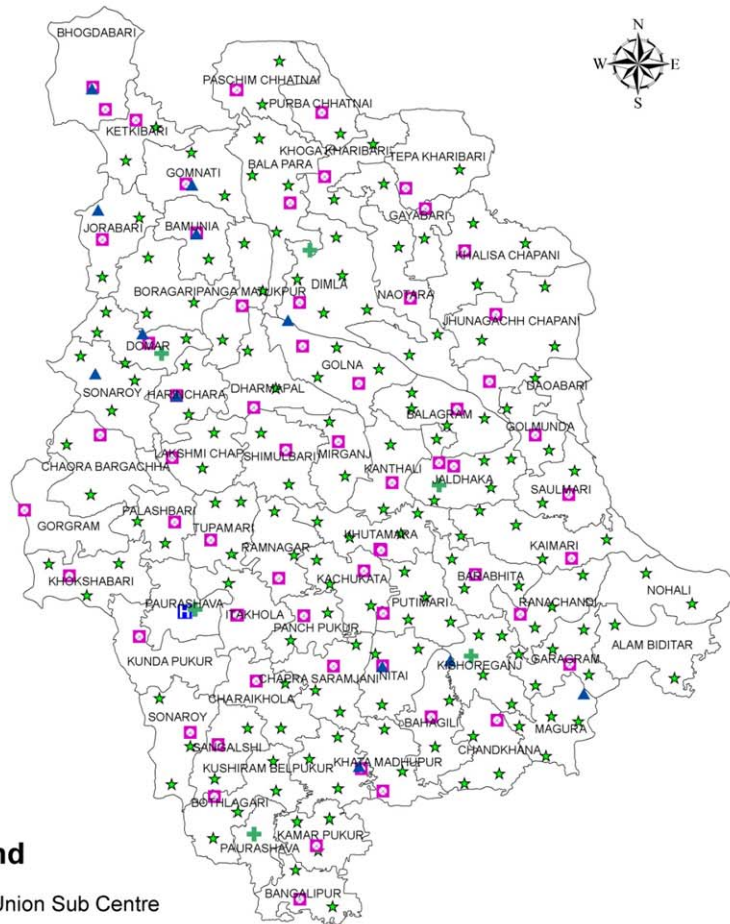 BHOGDABARI
N
W
E
S
PASCHIM CHHATNAI
PURBA CHHATNAI
KETKIBARI
KHOGA KHARIBARI
TEPA KHARIBARI
BALA PARA
GOMNATI
GAYABARI
JORABARI
BAMUNIA
KHALISA CHAPANI
DIMLA
BORAGARI
PANGA MATUKPUR
NAOTARA
JHUNAGACHH CHAPANI
DOMAR
GOLNA
DAOABARI
SONAROY
HARINCHARA
DHARMAPAL
BALAGRAM
GOLMUNDA
LAKSHMI CHAP
SHIMULBARI
MIRGANJ
CHAORA BARGACHHA
KANTHALI
JALDHAKA
SAULMARI
GORGRAM
PALASHBARI
TUPAMARI
KHUTAMARA
RAMNAGAR
KAIMARI
KHOKSHABARI
KACHUKATA
BARABHITA
NOHALI
PAURASHAVA
ITAKHOLA
PUTIMARI
RANACHANDI
PANCH PUKUR
ALAM BIDITAR
KUNDA PUKUR
CHAPRA SARAMJANI
NITAI
KISHOREGANJ
GARAGRAM
CHARAIKHOLA
SONAROY
BAHAGILI
MAGURA
SANGALSHI
CHANDKHANA
KUSHIRAM BELPUKUR
KHATA MADHUPUR
H
BOTHLAGARI
KAMAR PUKUR
PAURASHAVA
nd
BANGALIPUR
Union Sub Centre